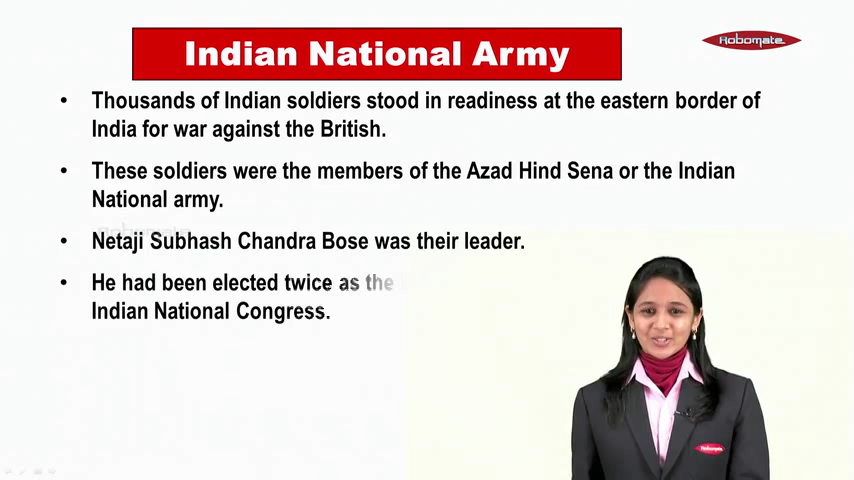 Indian National Army
Robomate
• Thousands of Indian soldiers stood in readiness at the eastern border of
India for war against the British.
• These soldiers were the members of the Azad Hind Sena or the Indian
National army.
Robomate
• Netaji Subhash Chandra Bose was their leader.
• He had been elected twice as the
Indian National Congress.
Robomate